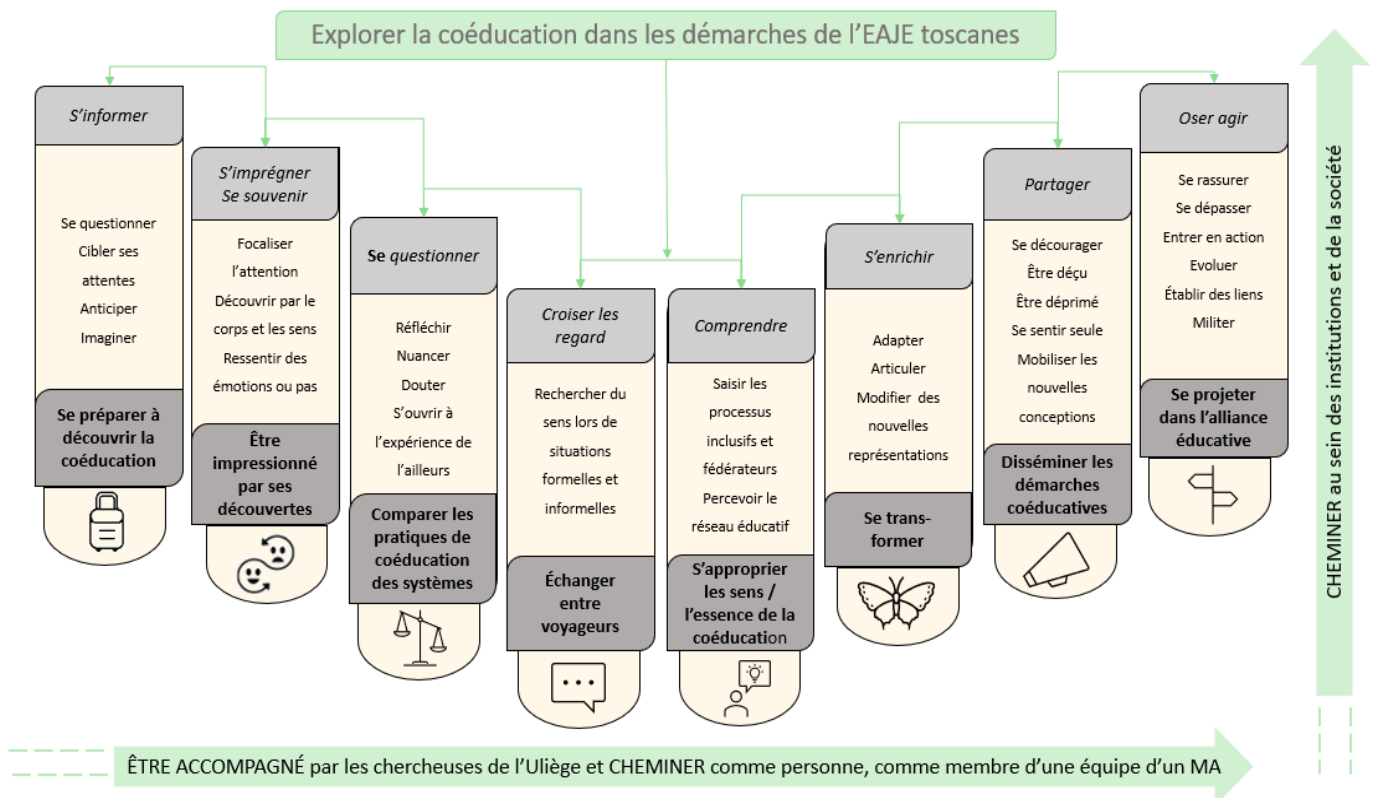 Explorer la coéducation dans les démarches de l’EAJE toscanes
S’informer
Se questionner
Cibler ses
attentes
Anticiper
Imaginer
Se préparer à
découvrir la
coéducation
S’imprégner
Se souvenir
Focaliser
l’attention
Découvrir par le
corps et les sens
Ressentir des
émotions ou pas
Être
impressionné
par ses
découvertes
Se questionner
Réfléchir
Nuancer
Douter
S’ouvrir à
l’expérience de
l’ailleurs
Comparer les
pratiques de
coéducation
des systèmes
Croiser les
regard
Rechercher du
sens lors de
situations
formelles et
informelles
Échanger
entre
voyageurs
Comprendre
Saisir les
processus
inclusifs et
fédérateurs
Percevoir le
réseau éducatif
S’approprier
les sens /
l’essence de la
coéducation
S’enrichir
Adapter
Articuler
Modifier des
nouvelles
représentations
Se trans-
former
Partager
Se décourager
Être déçu
Être déprimé
Se sentir seule
Mobiliser les
nouvelles
conceptions
Disséminer les
démarches
coéducatives
Oser agir
Se rassurer
Se dépasser
Entrer en action
Evoluer
Établir des liens
Militer
Se projeter
dans l’alliance
éducative
CHEMINER au sein des institutions et de la société
ÊTRE ACCOMPAGNÉ par les chercheuses de l’Uliège et CHEMINER comme personne, comme membre d’une équipe d’un MA